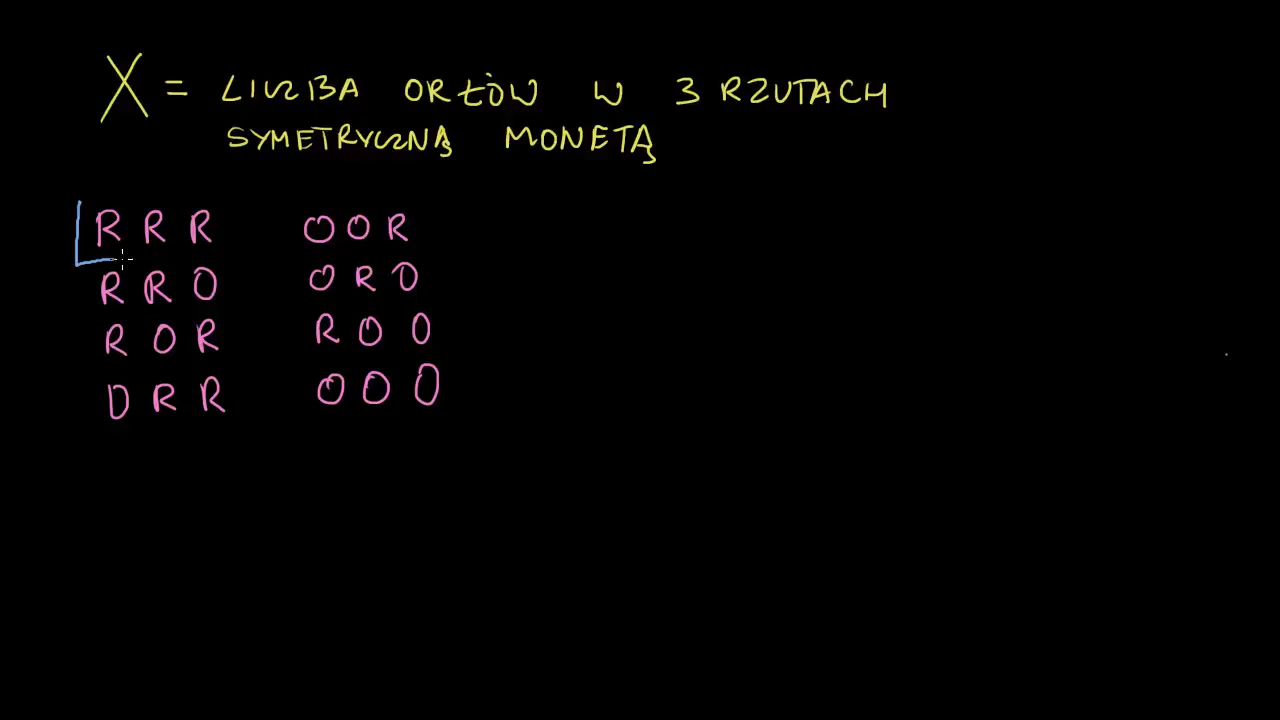 X = LICZBA ORŁÓW W 3 RZUTACH
SYMETRYCZNĄ MONETĄ
R R R O O R
R R O O R O
R O R R O O
O R R O O O